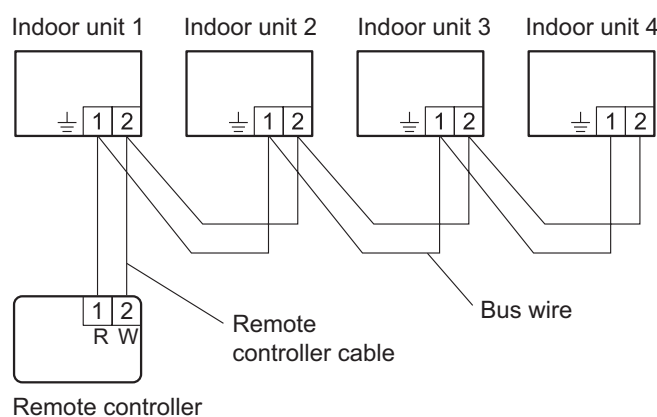 Indoor unit 1 Indoor unit 2 Indoor unit 3 Indoor unit 4
1 2 1 2 1 2 1 2
1 2
R W
Remote
controller cable
Bus wire
Remote controller